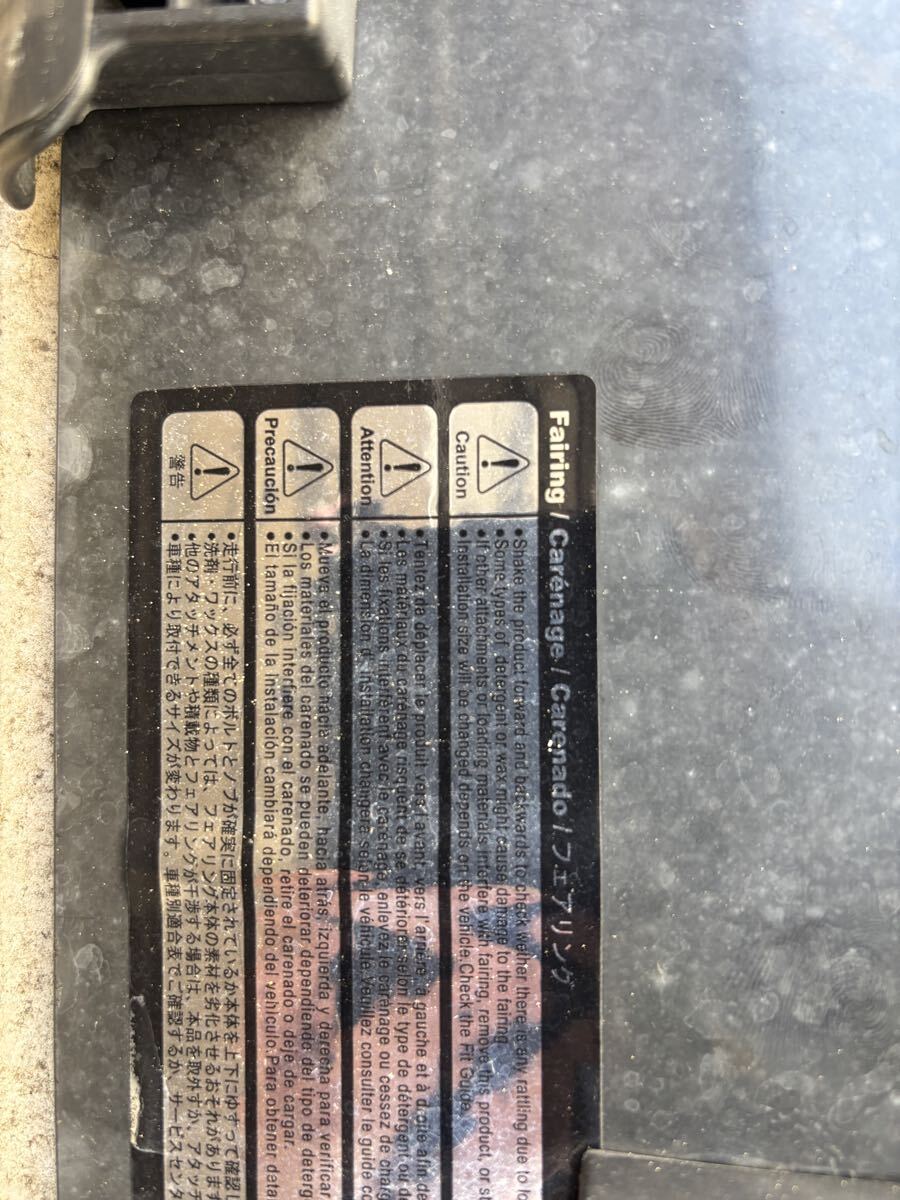 Fairing / Carénage / Carenado / フェアリング
Caution
•Shake the product forward and backwards to check wether there is any rattling due to lo
•Some types of detergent or wax might cause damage to the fairing.
•If other attachments or loading materials interfere with fairing, remove this product, or st
•Installation size will be changed depends on the vehicle.Check the Fit Guide.
Attention
•Tentez de déplacer le produit vers l'avant, vers l'arrière, à gauche et à droite afin de
•Les matériaux du carénage risquent de se détériorer selon le type de détergent ou de
•Si les fixations interfèrent avec le carénage, enlevez le carénage ou cessez de charg
•La dimension d'installation changera selon le véhicule.Veuillez consulter le guide co
Precaución
•Mueva el producto hacia adelante, hacia atrás, izquierda y derecha para verificar
•Los materiales del carenado se pueden deteriorar dependiendo del tipo de deterg
•Si la fijación interfiere con el carenado, retire el carenado o deje de cargar.
•El tamaño de la instalación cambiará dependiendo del vehículo.Para obtener deta
警告
•走行前に、必ず全てのボルトとノブが確実に固定されているか本体を上下にゆすって確認し
•洗剤・ワックスの種類によっては、フェアリング本体の素材を劣化させるおそれがあります
•他のアタッチメントや積載物とフェアリングが干渉する場合は、本品を取外すか、アタッチ
•車種により取付できるサイズが変わります。車種別適合表でご確認するか、サービスセンタ